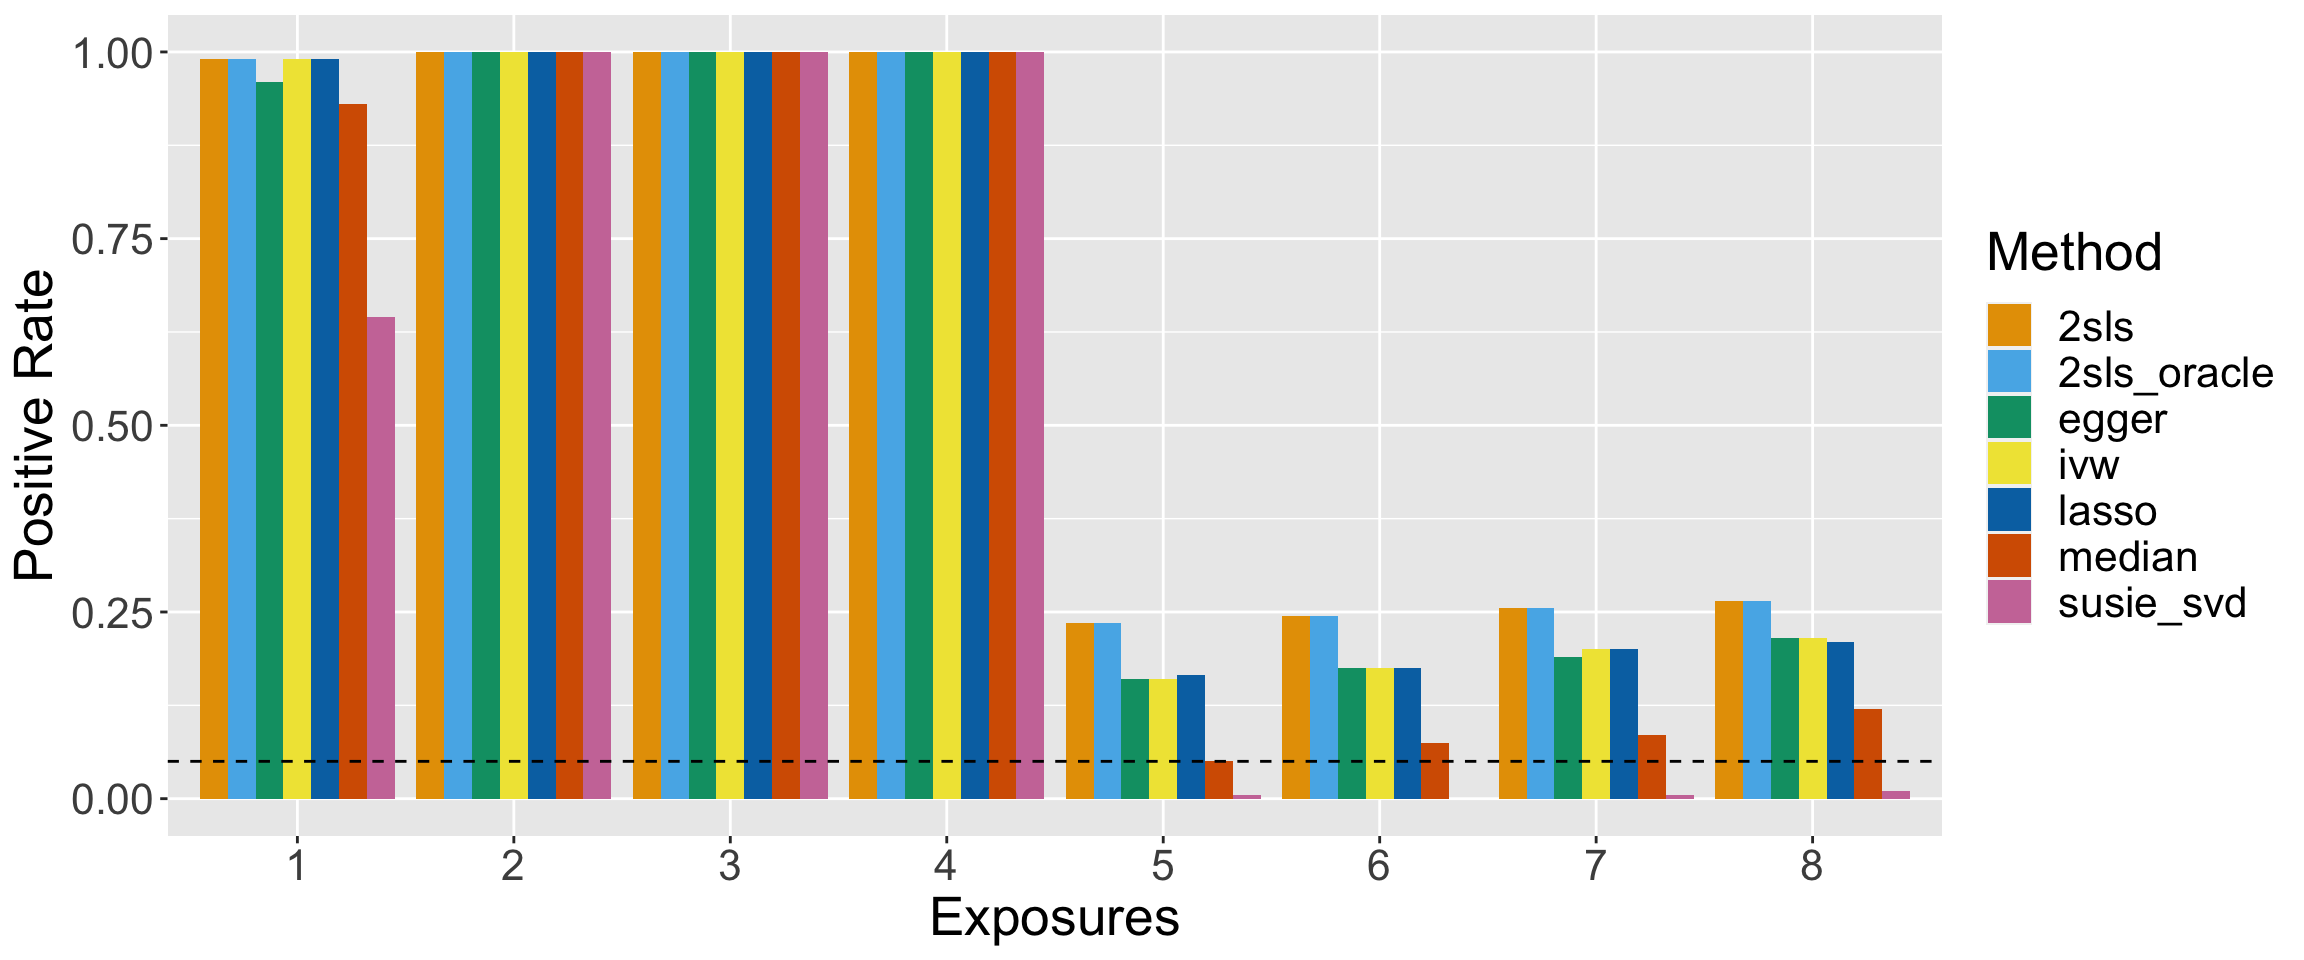 Positive Rate
1.00
0.75
0.50
0.25
0.00
1 2 3 4 5 6 7 8
Exposures
Method
2sls
2sls_oracle
egger
ivw
lasso
median
susie_svd